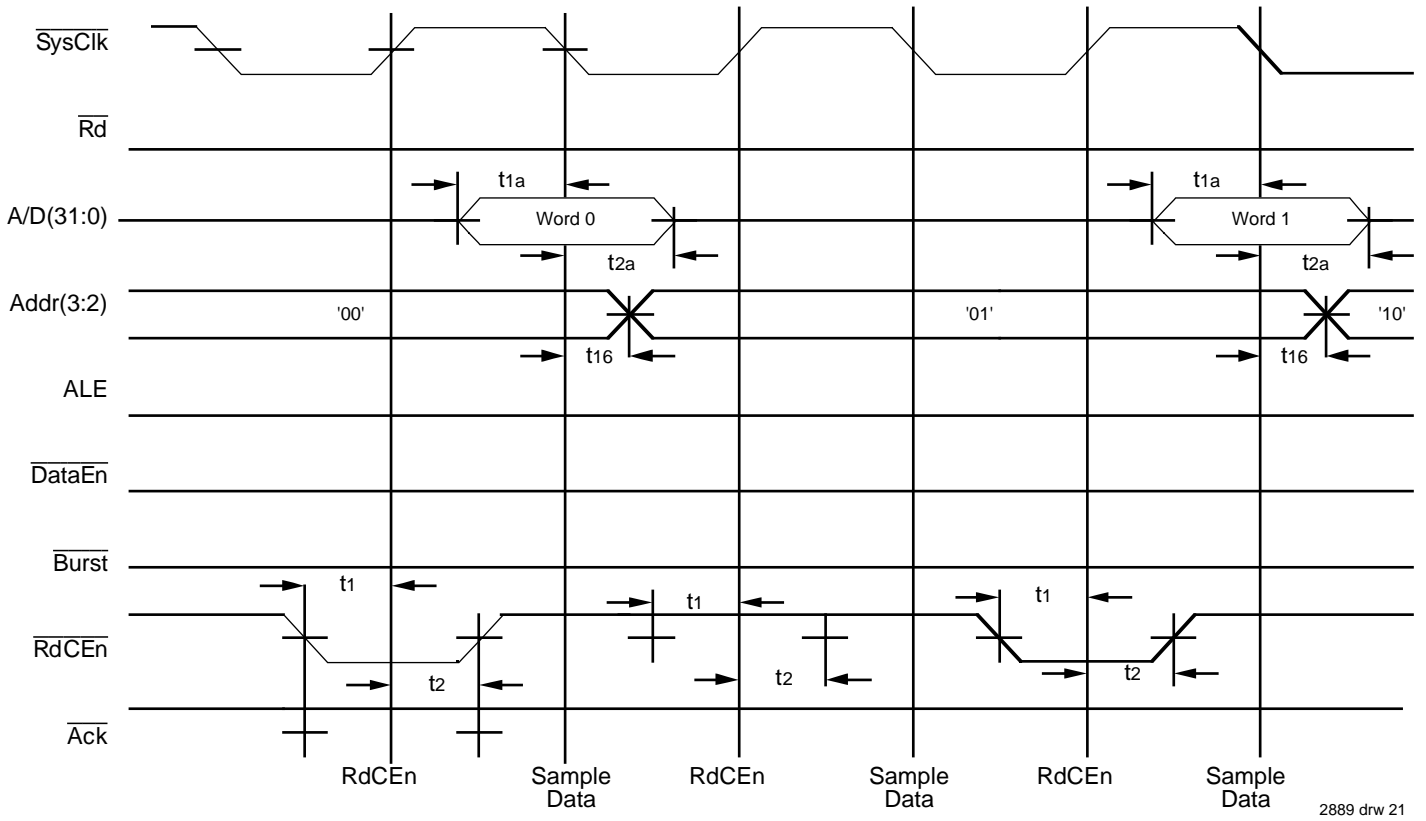 SysClk
Rd
t1a
t1a
A/D(31:0)
Word 0
Word 1
t2a
t2a
Addr(3:2)
'00'
'01'
'10'
t16
t16
ALE
DataEn
Burst
t1
t1
t1
RdCEn
t2
t2
t2
Ack
RdCEn
Sample
Data
RdCEn
Sample
Data
RdCEn
Sample
Data
2889 drw 21